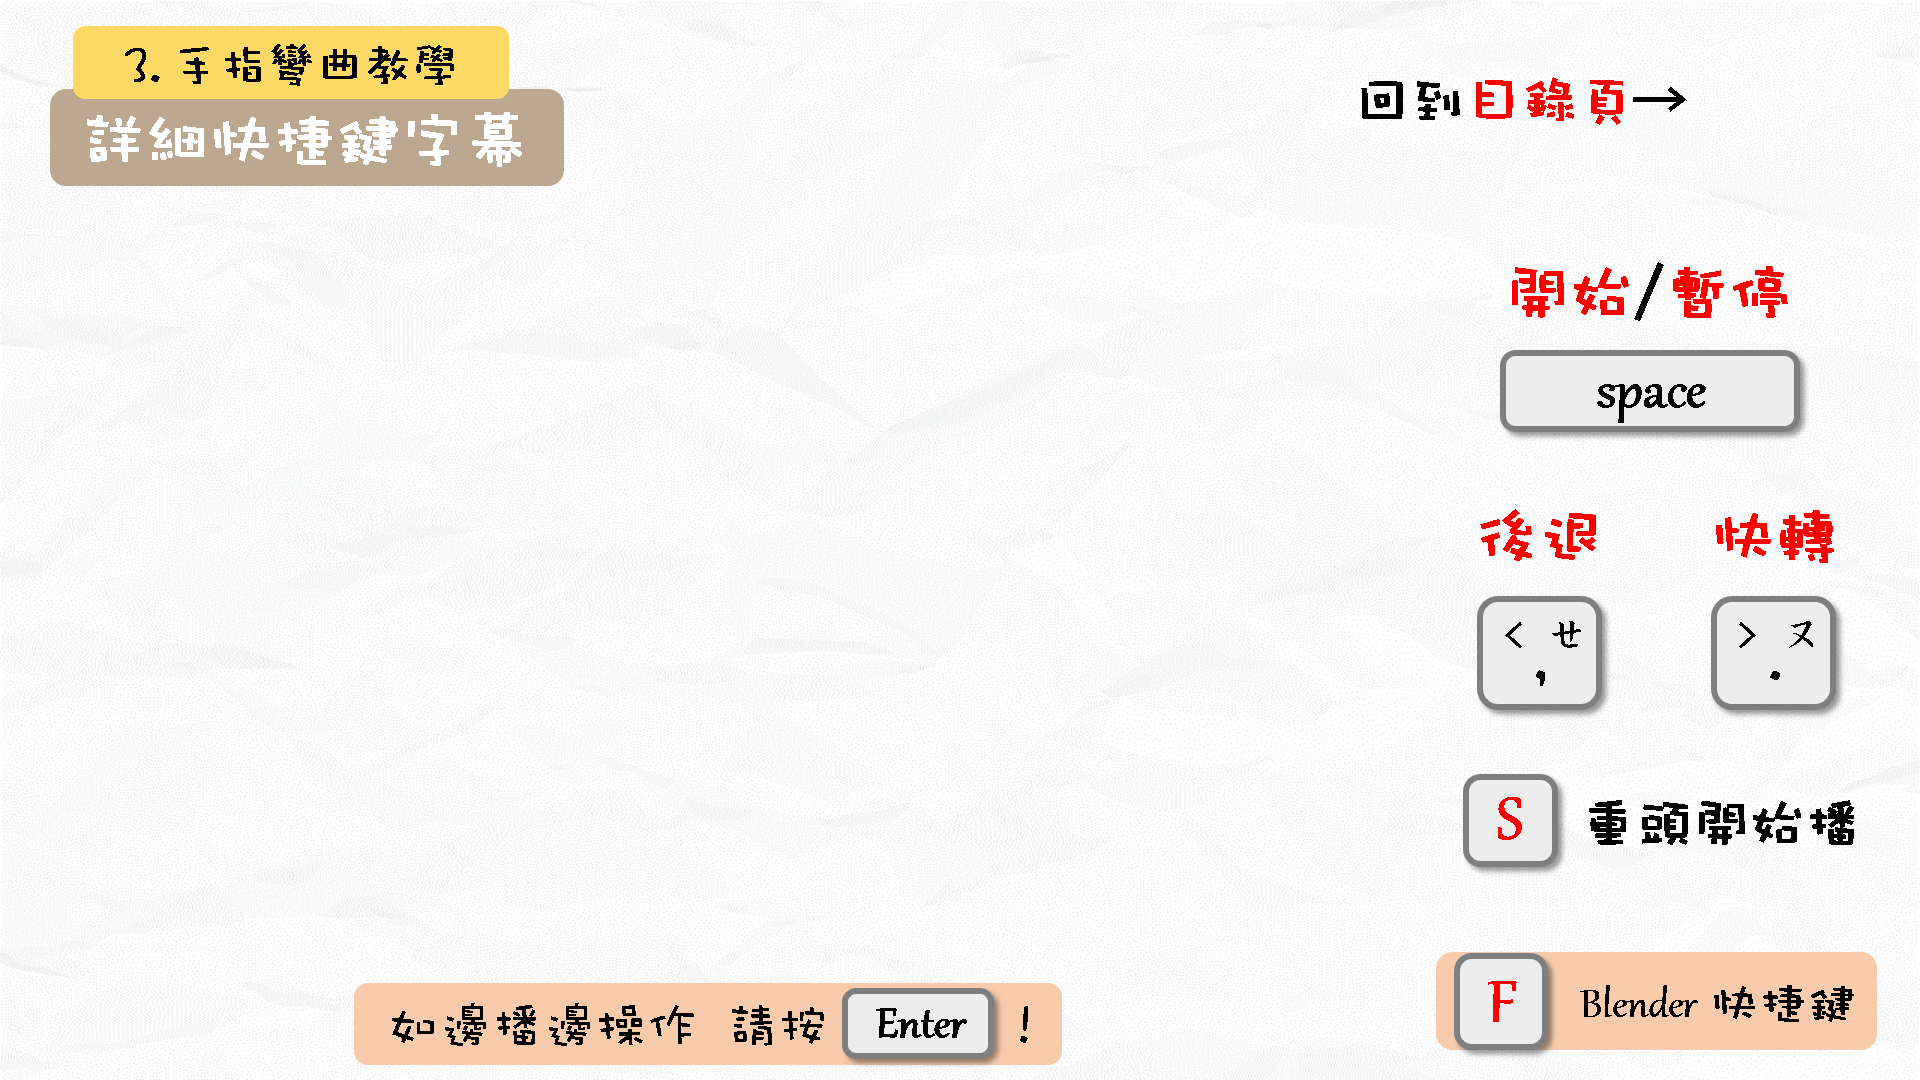 3. 手指彎曲教學
詳細快捷鍵字幕
回到目錄頁→
開始/暫停
space
後退 快轉
< ㄝ ,
> ㄡ .
S 重頭開始播
F Blender 快捷鍵
如邊播邊操作 請按 Enter !